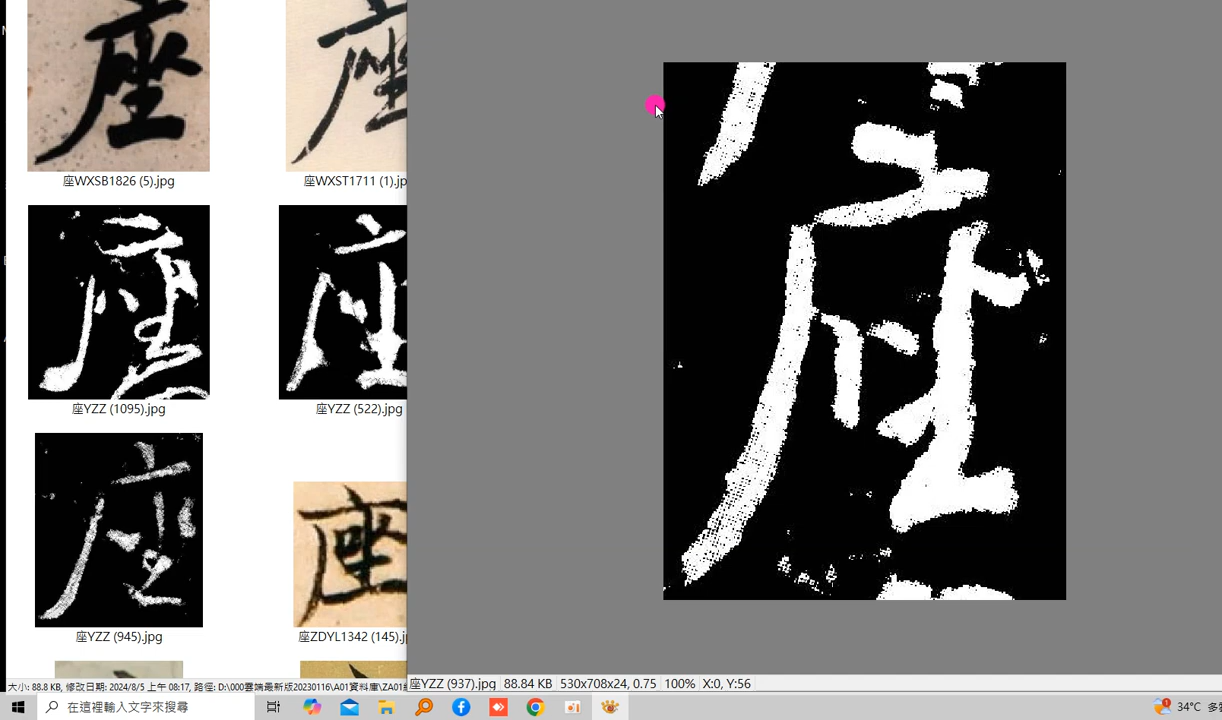 座
座
座WXSB1826 (5).jpg
座WXST1711 (1).jp
座
座
座YZZ (1095).jpg
座YZZ (522).jpg
座
座
座YZZ (945).jpg
座ZDYL1342 (145).j
座
大小: 88.8 KB, 修改日期: 2024/8/5 上午 08:17, 路徑: D:\000雲端最新版20230116\A01資料庫\ZA01
座YZZ (937).jpg
88.84 KB
530x708x24, 0.75
100%
X:0, Y:56
在這裡輸入文字來搜尋
34°C